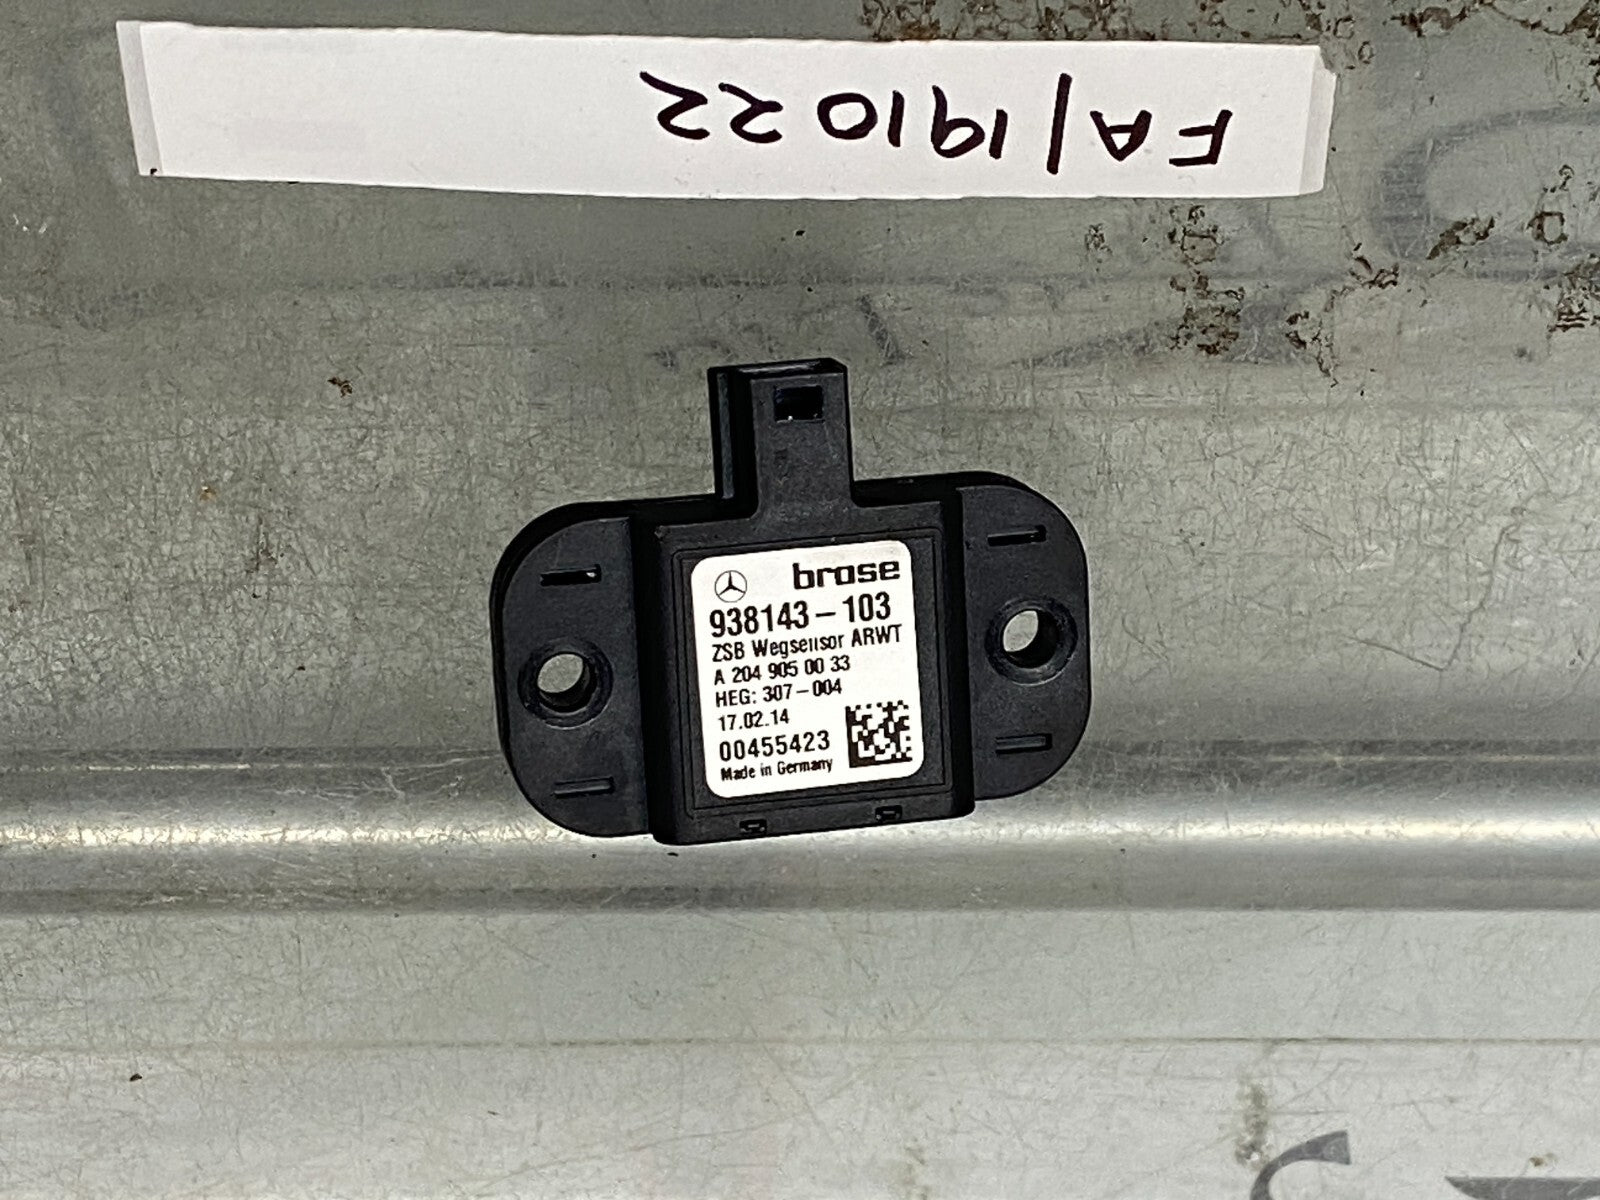 FA/191022
brose
938143-103
ZSB Wegsensor ARWT
A 204 905 00 33
HEG: 307-004
17.02.14
00455423
Made in Germany